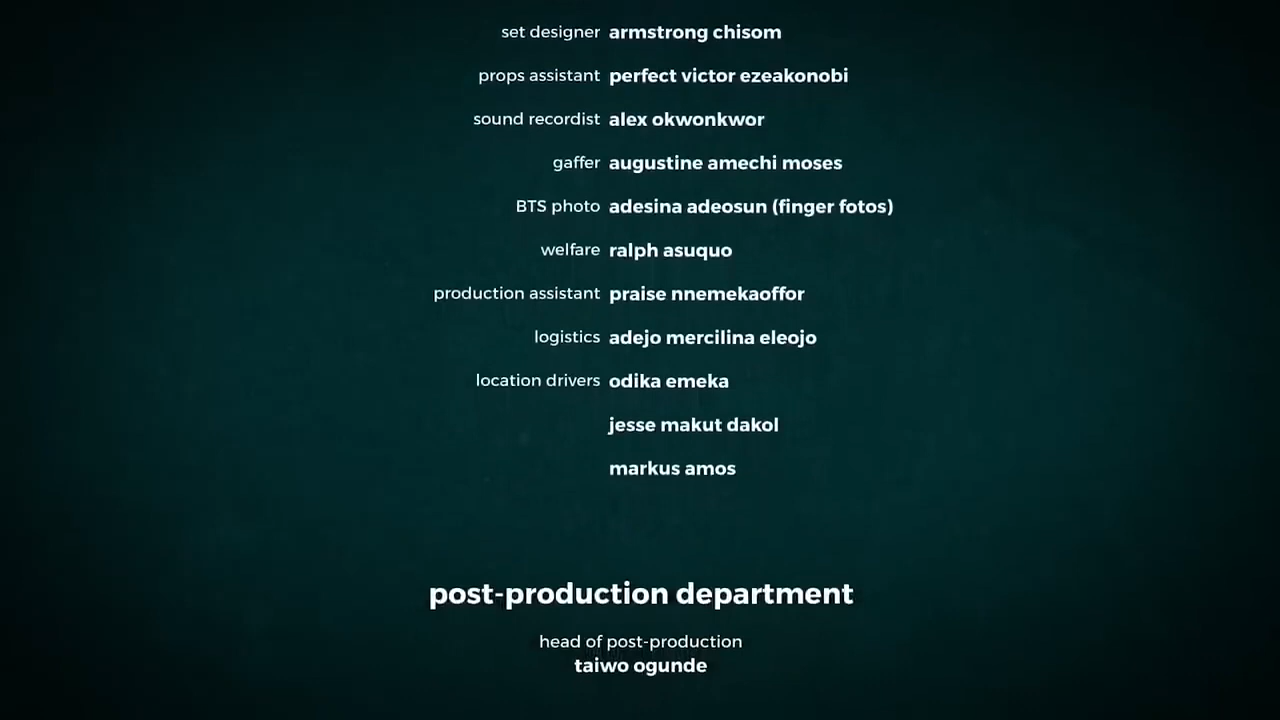 set designer armstrong chisom
props assistant perfect victor ezeakonobi
sound recordist alex okwonkwor
gaffer augustine amechi moses
BTS photo adesina adeosun (finger fotos)
welfare ralph asuquo
production assistant praise nnemekaoffor
logistics adejo mercilina eleojo
location drivers odika emeka
jesse makut dakol
markus amos
post-production department
head of post-production
taiwo ogunde